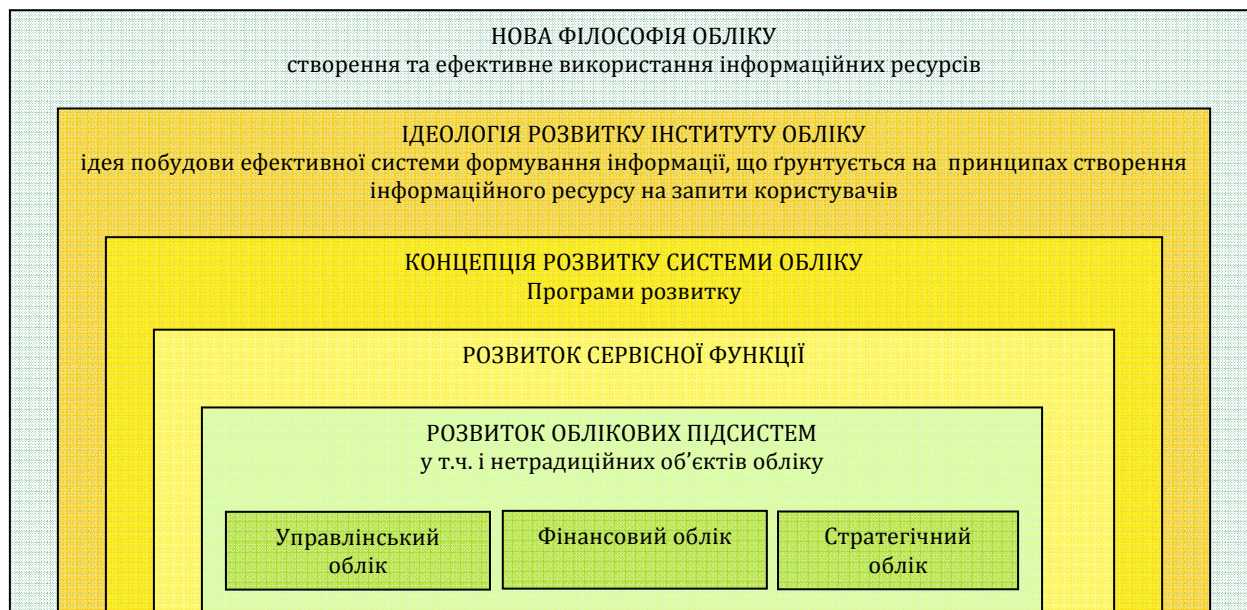 НОВА ФІЛОСОФІЯ ОБЛІКУ
створення та ефективне використання інформаційних ресурсів
ІДЕОЛОГІЯ РОЗВИТКУ ІНСТИТУТУ ОБЛІКУ
ідея побудови ефективної системи формування інформації, що ґрунтується на принципах створення
інформаційного ресурсу на запити користувачів
КОНЦЕПЦІЯ РОЗВИТКУ СИСТЕМИ ОБЛІКУ
Програми розвитку
РОЗВИТОК СЕРВІСНОЇ ФУНКЦІЇ
РОЗВИТОК ОБЛІКОВИХ ПІДСИСТЕМ
у т.ч. і нетрадиційних об’єктів обліку
Управлінський
облік
Фінансовий облік
Стратегічний
облік